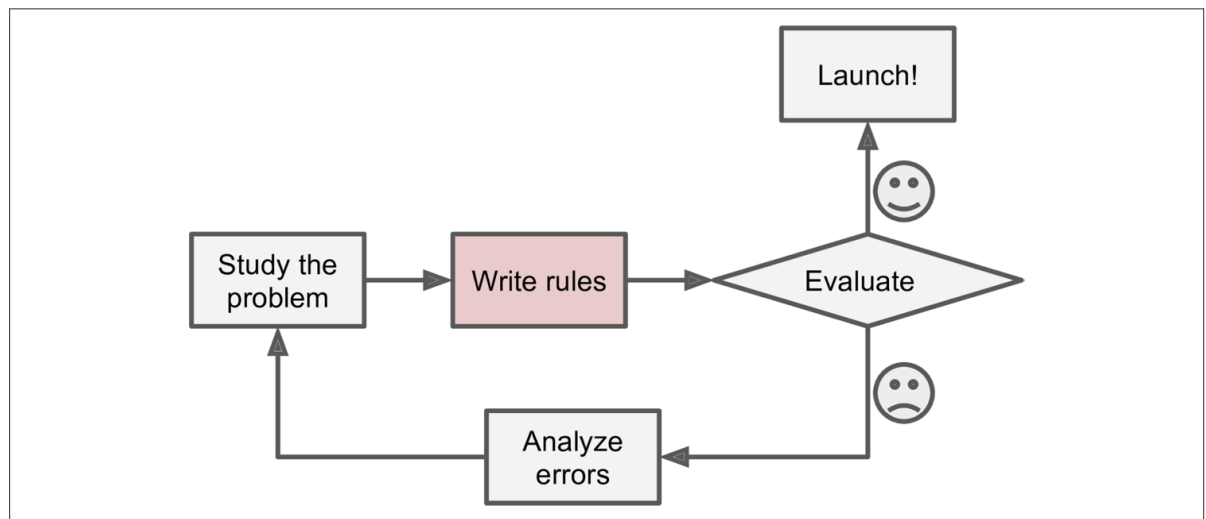 Launch!
Study the
problem
Write rules
Evaluate
Analyze
errors